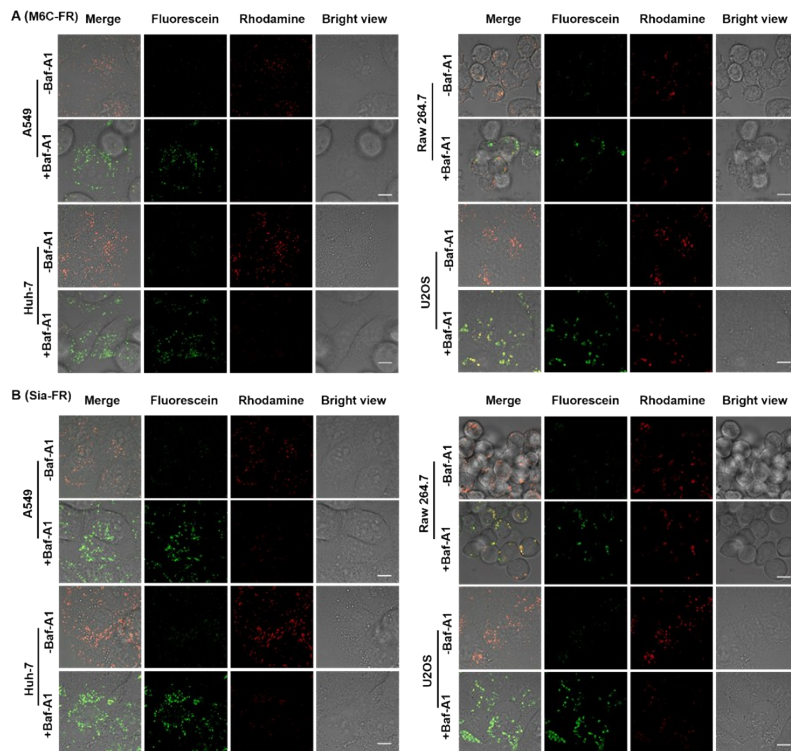 A (M6C-FR)
Merge Fluorescein Rhodamine Bright view
A549
-Baf-A1
+Baf-A1
Huh-7
-Baf-A1
+Baf-A1
Merge Fluorescein Rhodamine Bright view
Raw 264.7
-Baf-A1
+Baf-A1
U2OS
-Baf-A1
+Baf-A1
B (Sia-FR)
Merge Fluorescein Rhodamine Bright view
A549
-Baf-A1
+Baf-A1
Huh-7
-Baf-A1
+Baf-A1
Merge Fluorescein Rhodamine Bright view
Raw 264.7
-Baf-A1
+Baf-A1
U2OS
-Baf-A1
+Baf-A1